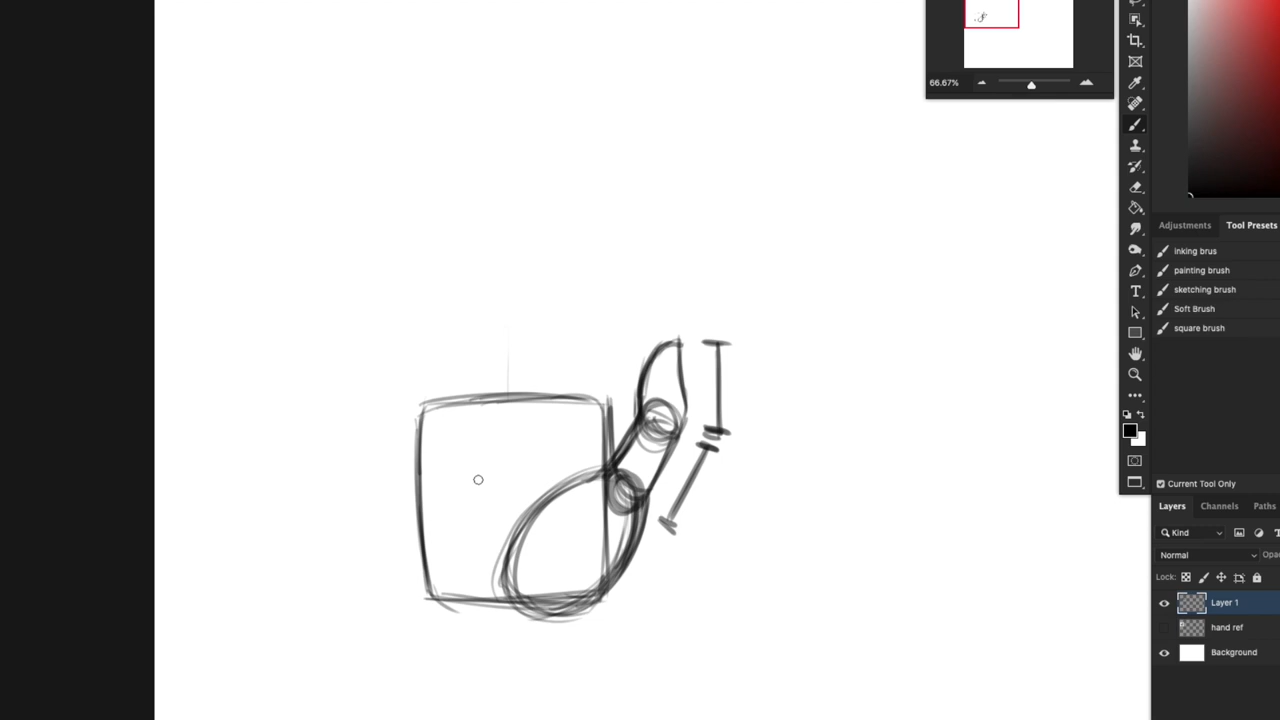 66.67%
Adjustments Tool Presets
inking brus
painting brush
sketching brush
Soft Brush
square brush
Current Tool Only
Layers Channels Paths
Kind
Normal Opac
Lock:
Layer 1
hand ref
Background